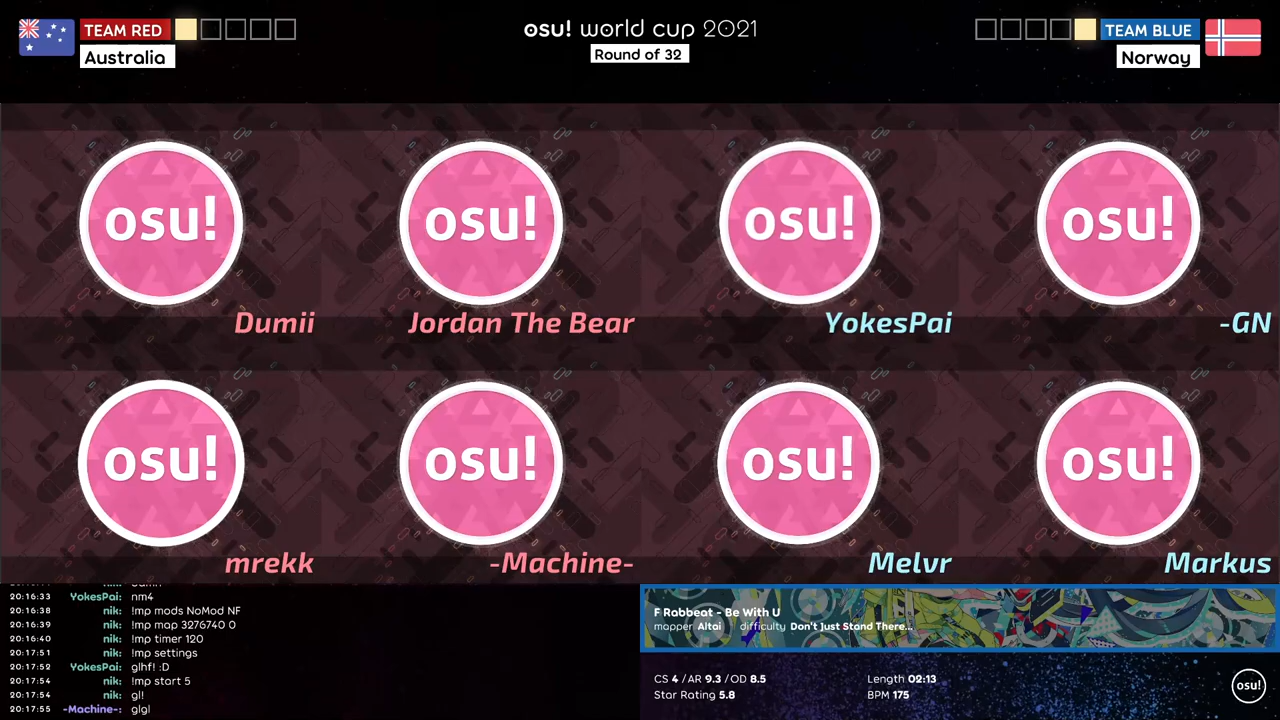 TEAM RED
Australia
osu! world cup 2021
Round of 32
TEAM BLUE
Norway
osu!
osu!
osu!
osu!
Dumii
Jordan The Bear
YokesPai
-GN
osu!
osu!
osu!
osu!
mrekk
-Machine-
Melvr
Markus
20:16:33 YokesPai: nm4
20:16:38 nik: !mp mods NoMod NF
20:16:39 nik: !mp map 3276740 0
20:16:40 nik: !mp timer 120
20:17:51 nik: !mp settings
20:17:52 YokesPai: glhf! :D
20:17:54 nik: !mp start 5
20:17:54 nik: gl!
20:17:55 -Machine-: glgl
F Rabbeat - Be With U
mapper Altai difficulty Don't Just Stand There...
CS 4 / AR 9.3 / OD 8.5
Star Rating 5.8
Length 02:13
BPM 175
osu!